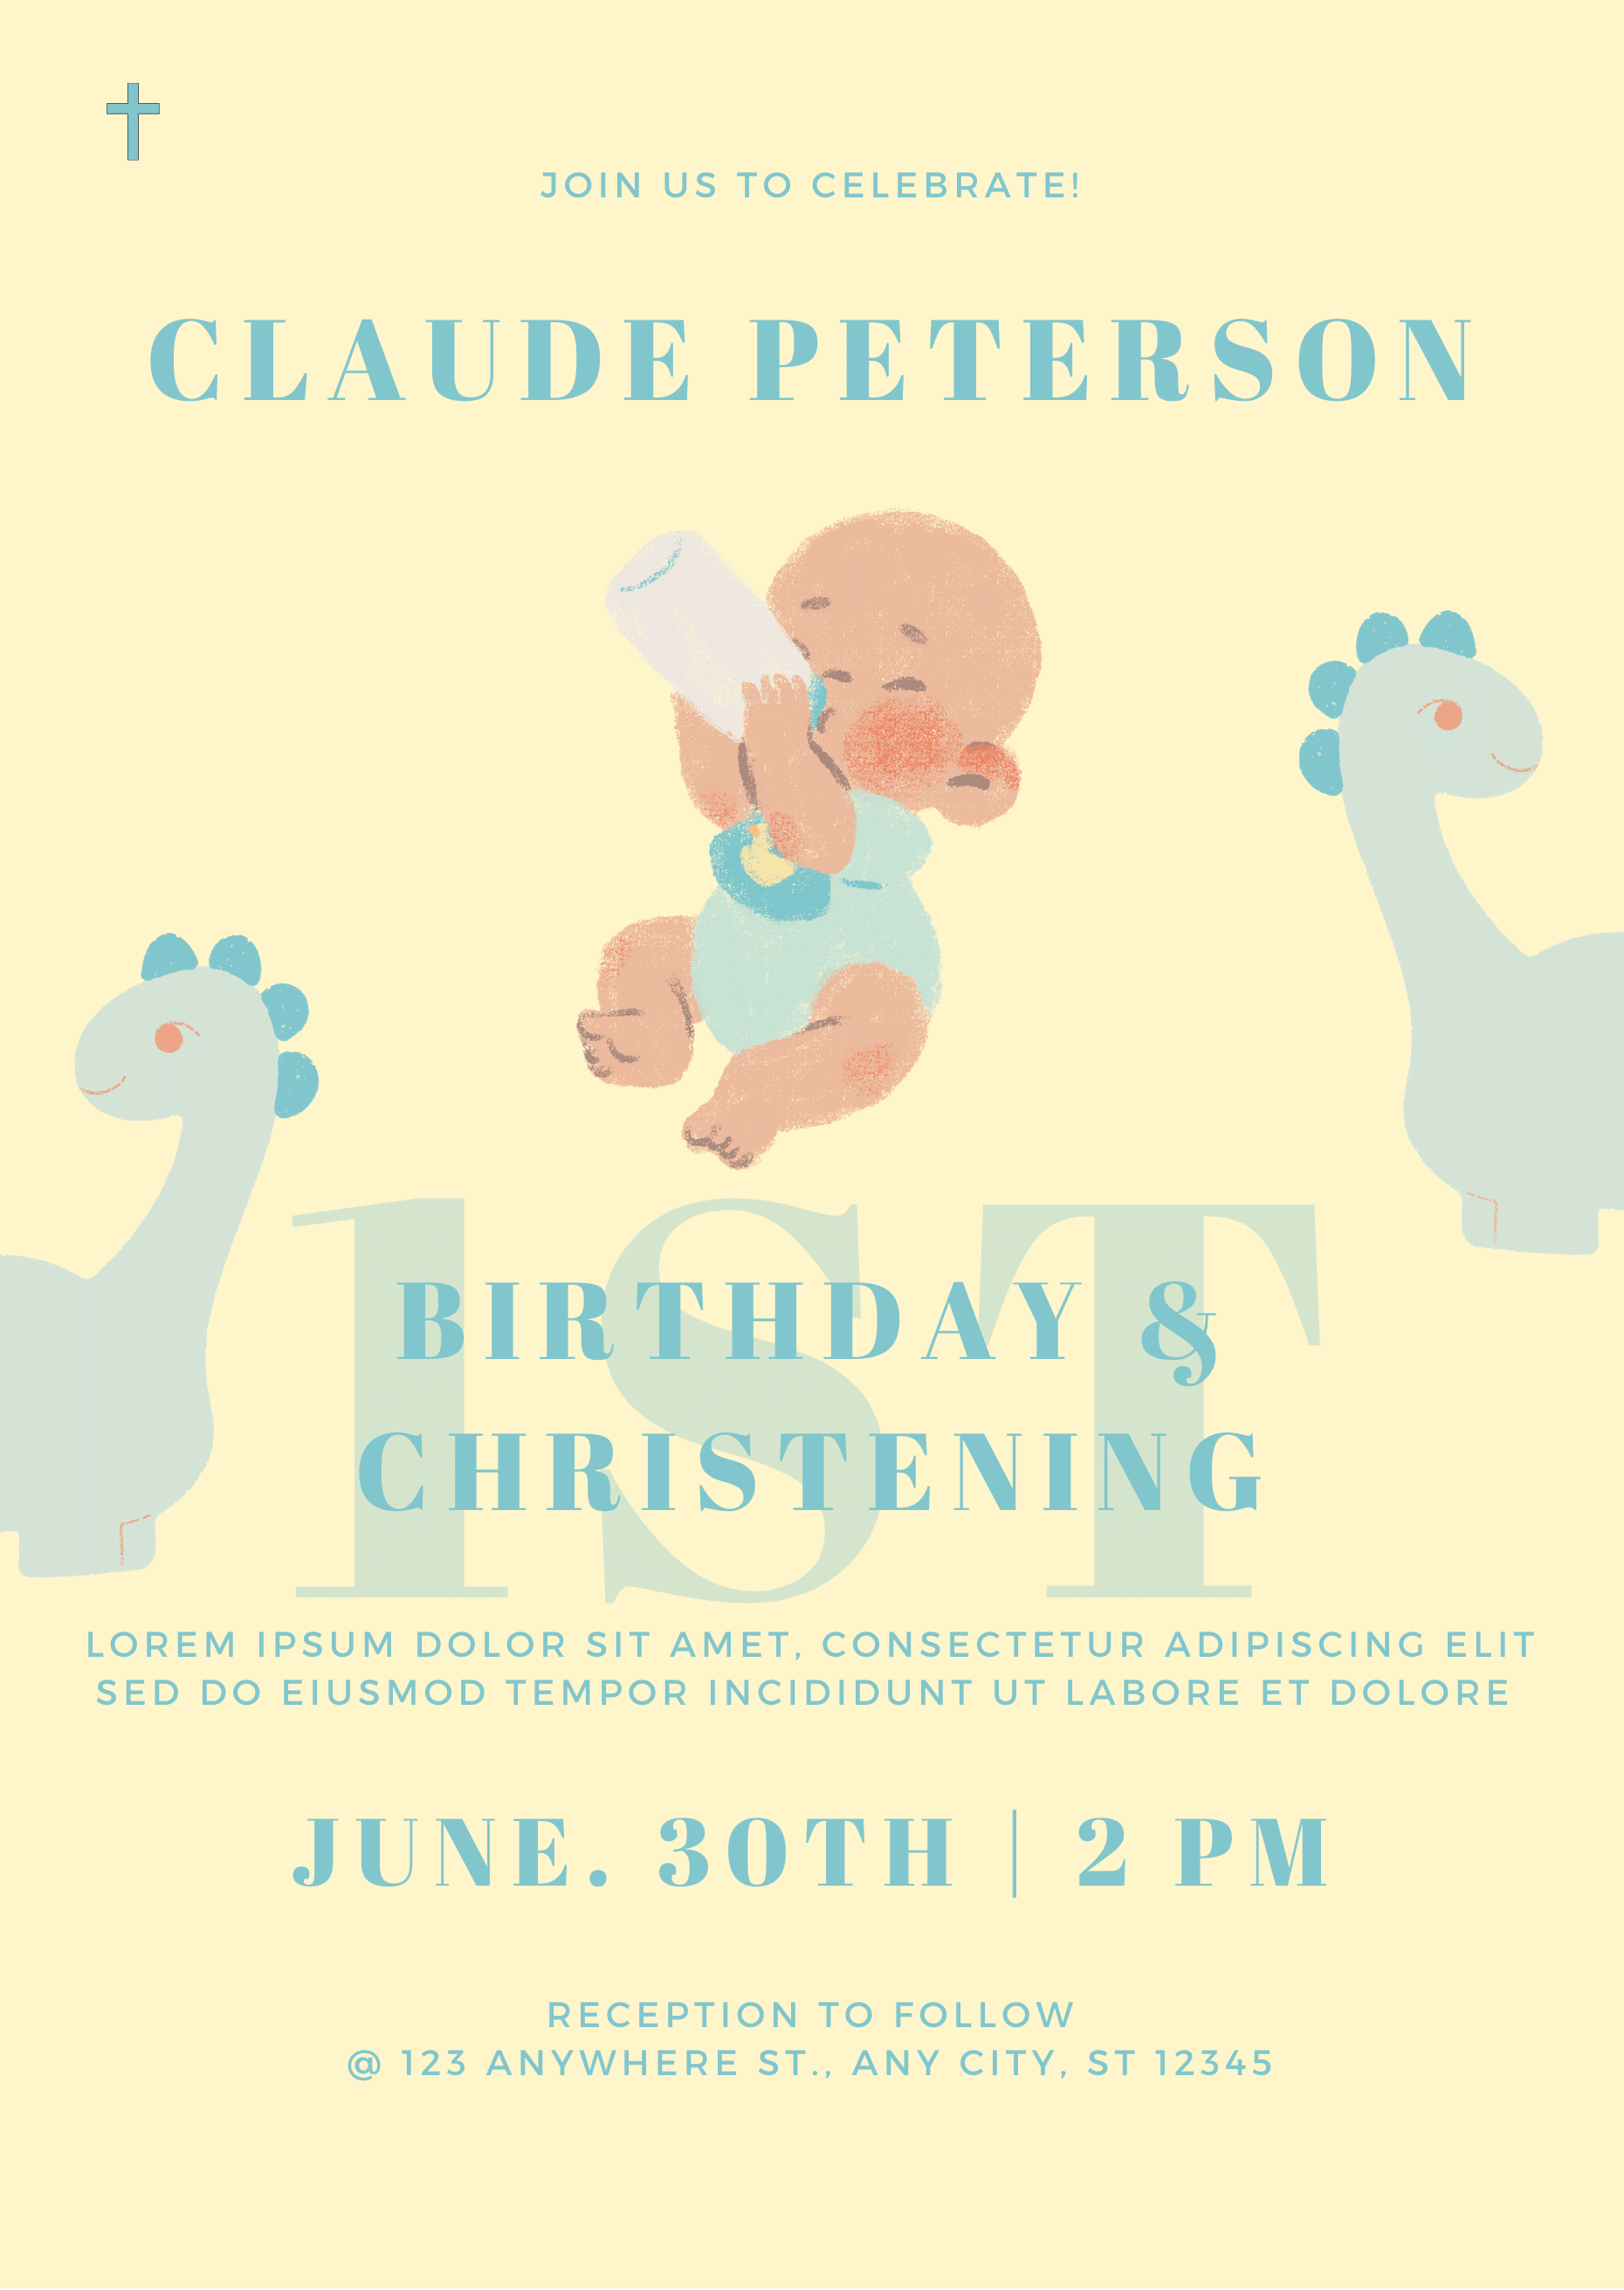 JOIN US TO CELEBRATE!
CLAUDE PETERSON
1ST
BIRTHDAY &
CHRISTENING
LOREM IPSUM DOLOR SIT AMET, CONSECTETUR ADIPISCING ELIT
SED DO EIUSMOD TEMPOR INCIDIDUNT UT LABORE ET DOLORE
JUNE. 30TH | 2 PM
RECEPTION TO FOLLOW
@ 123 ANYWHERE ST., ANY CITY, ST 12345